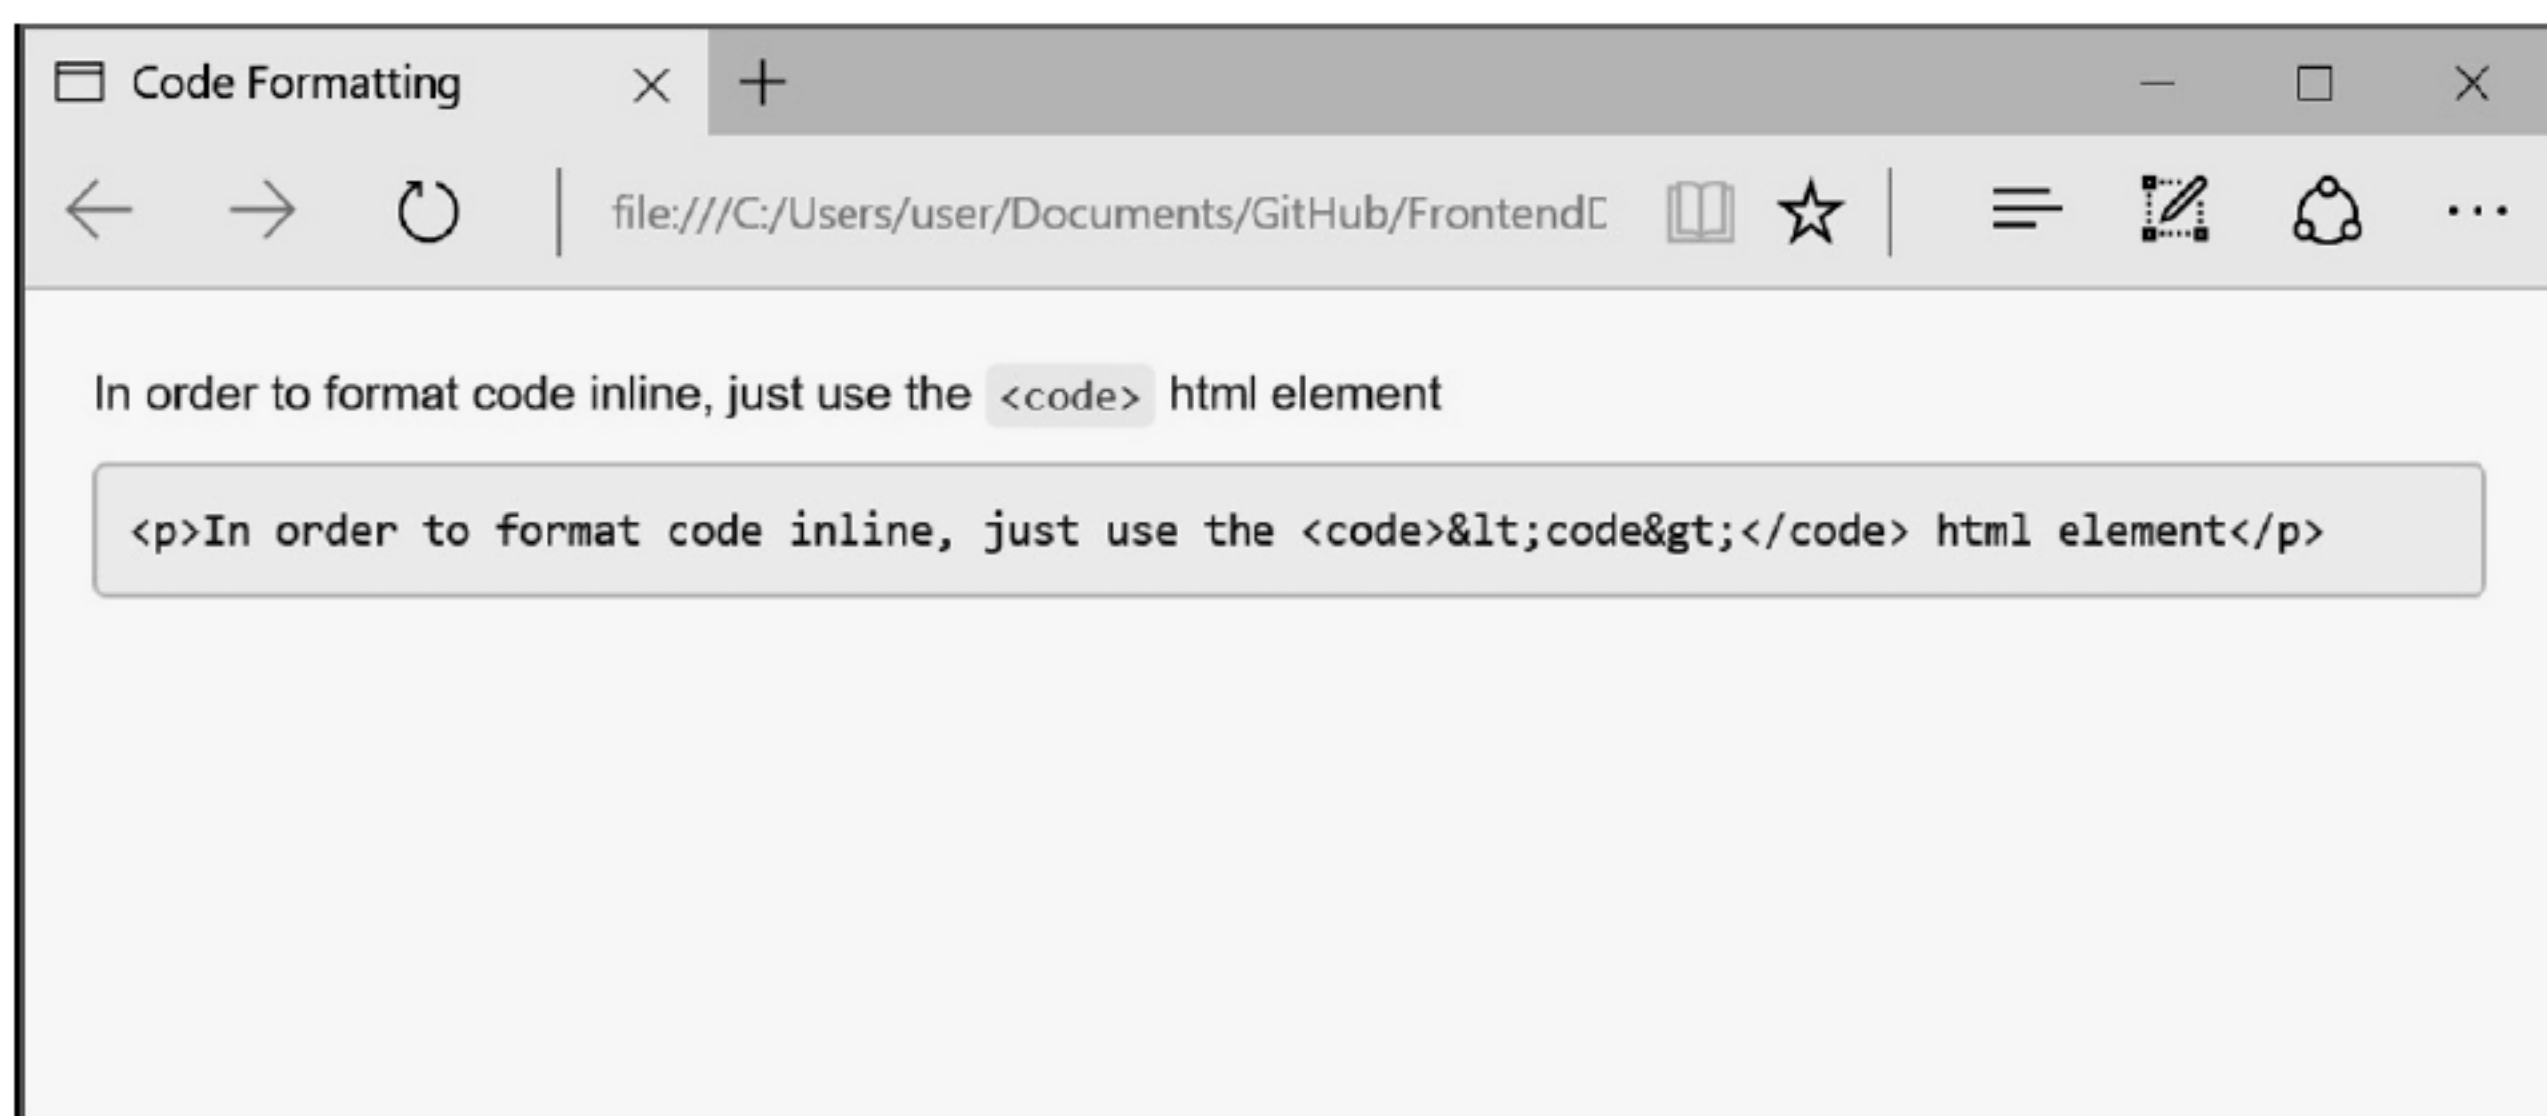 Code Formatting
file:///C:/Users/user/Documents/GitHub/Frontend
In order to format code inline, just use the <code> html element
<p>In order to format code inline, just use the <code>&lt;code&gt;</code> html element</p>